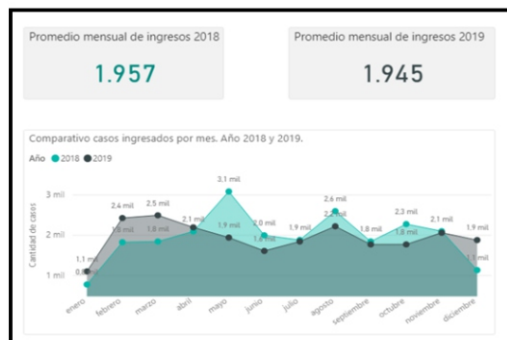 Promedio mensual de ingresos 2018
1.957
Promedio mensual de ingresos 2019
1.945
Comparativo casos ingresados por mes. Año 2018 y 2019.
Año 2018 2019
Cantidad de casos
3 mil
2 mil
1 mil
1.1 mil
2.4 mil
1.8 mil
2.5 mil
1.8 mil
2.1 mil
3.1 mil
1.9 mil
2.0 mil
1.6 mil
1.9 mil
2.6 mil
1.8 mil
2.3 mil
1.8 mil
2.1 mil
1.9 mil
1.1 mil
enero
febrero
marzo
abril
mayo
junio
julio
agosto
septiembre
octubre
noviembre
diciembre